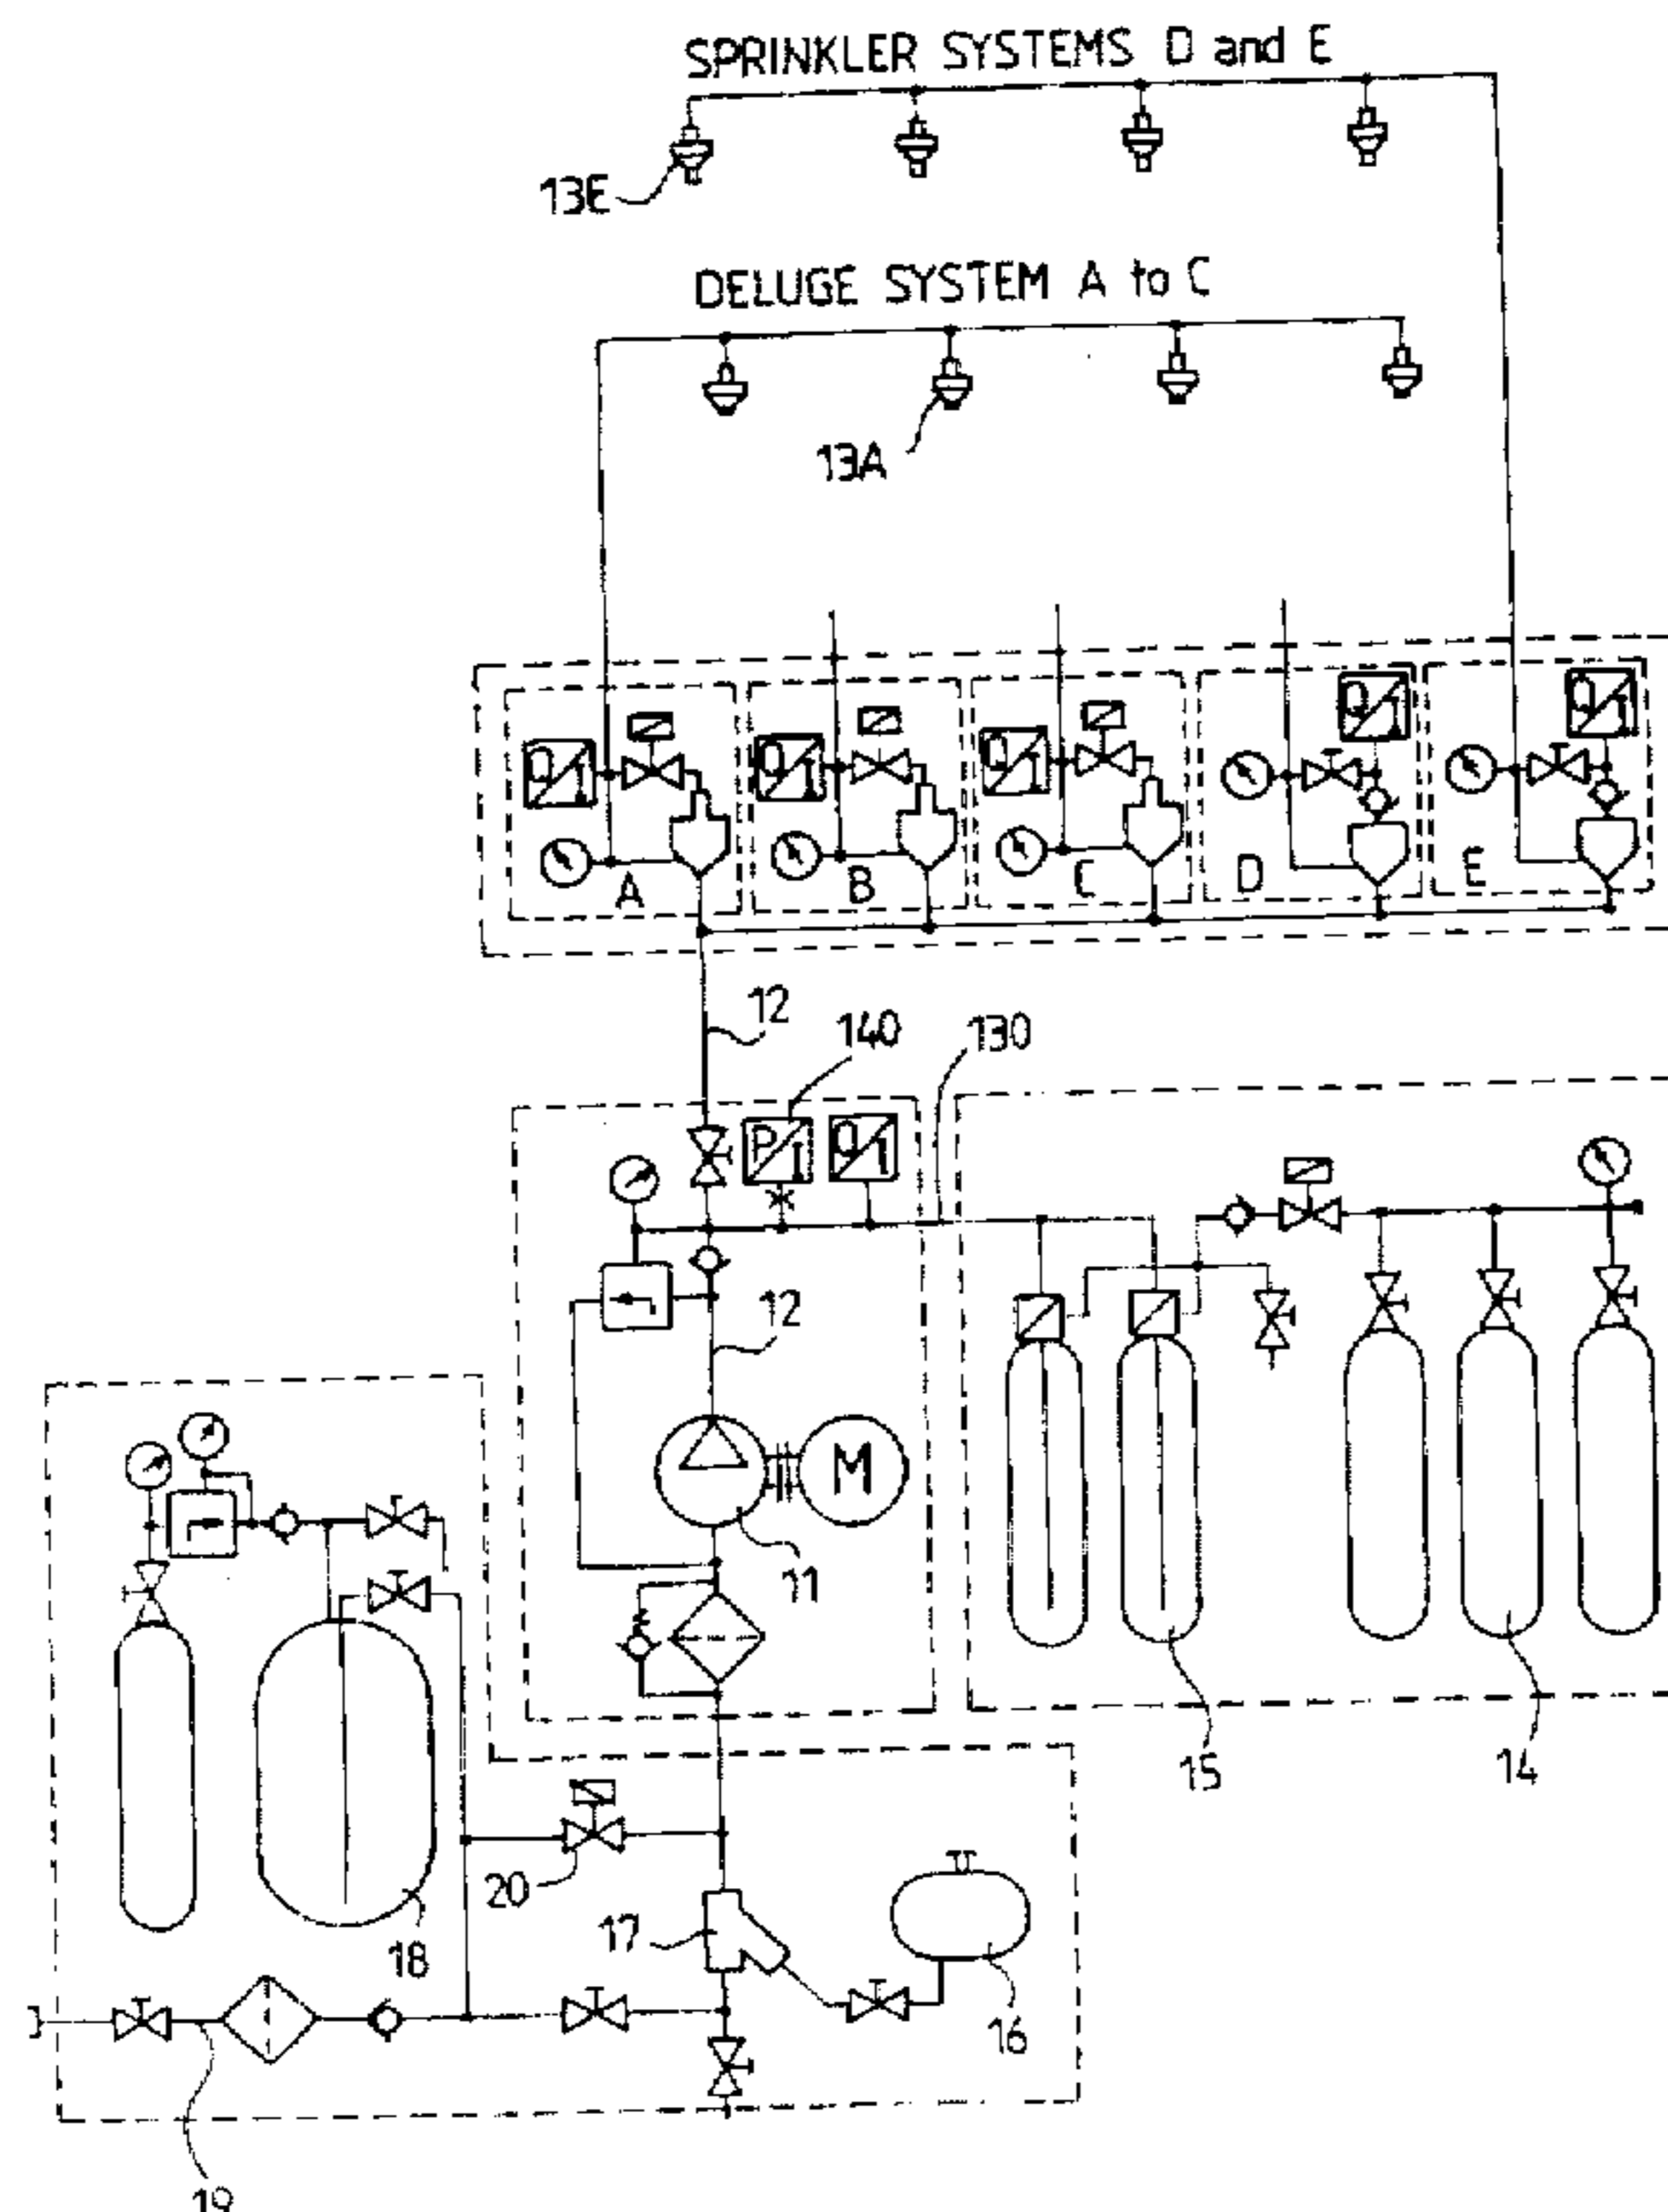 SPRINKLER SYSTEMS D and E
13E
DELUGE SYSTEM A to C
13A
Q I
Q I
Q I
Q I
Q I
A
B
C
D
E
12
140
130
P I
Q I
12
M
11
15
14
20
17
18
16
19